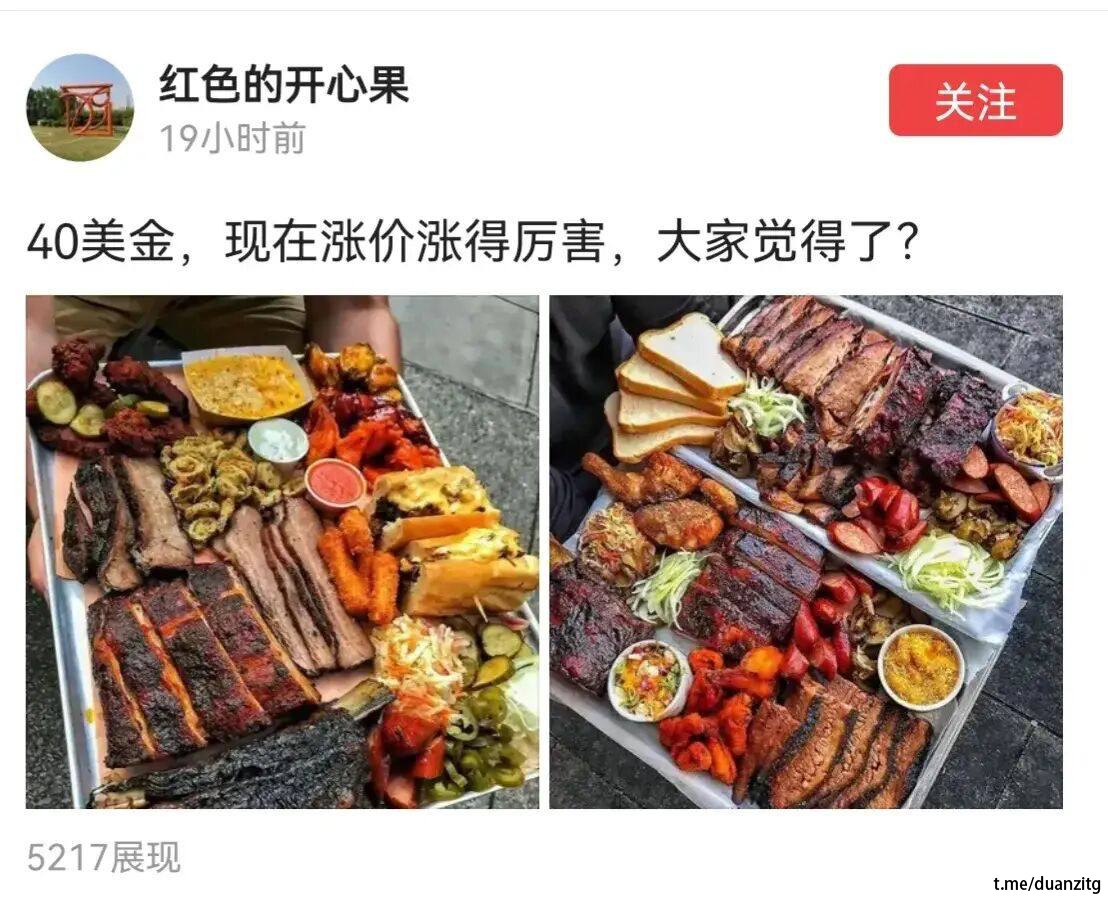 红色的开心果
关注
19小时前
40美金，现在涨价涨得厉害，大家觉得了?
5217展现
t.me/duanzitg